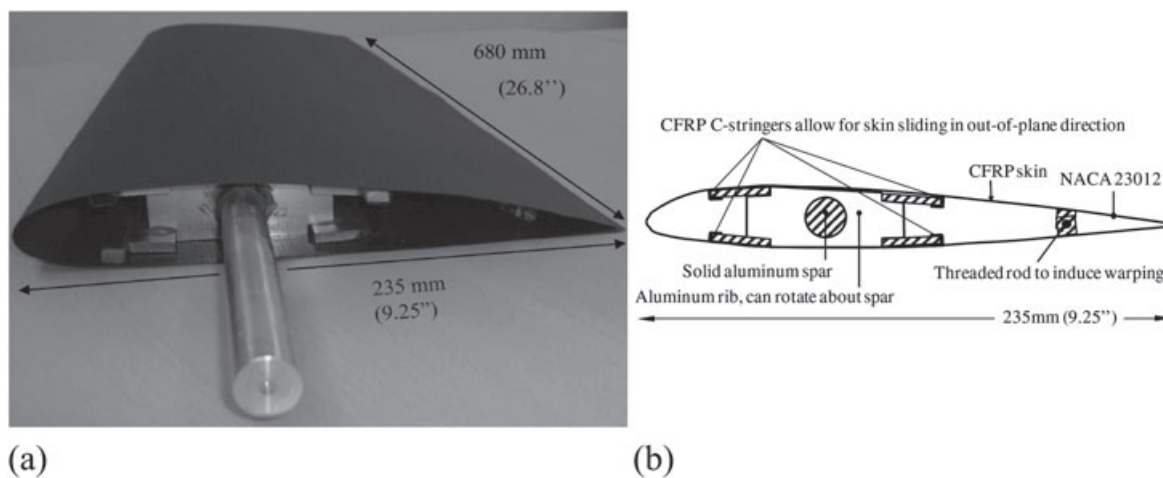 680 mm
(26.8’’)
235 mm
(9.25”)
CFRP C-stringers allow for skin sliding in out-of-plane direction
CFRP skin
NACA 23012
Solid aluminum spar
Threaded rod to induce warping
Aluminum rib, can rotate about spar
235mm (9.25’’)
(a)
(b)